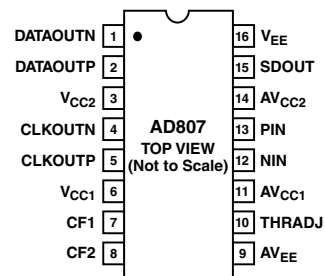 DATAOUTN 1
DATAOUTP 2
VCC2 3
CLKOUTN 4
CLKOUTP 5
VCC1 6
CF1 7
CF2 8
AD807
TOP VIEW
(Not to Scale)
16 VEE
15 SDOUT
14 AVCC2
13 PIN
12 NIN
11 AVCC1
10 THRADJ
9 AVEE